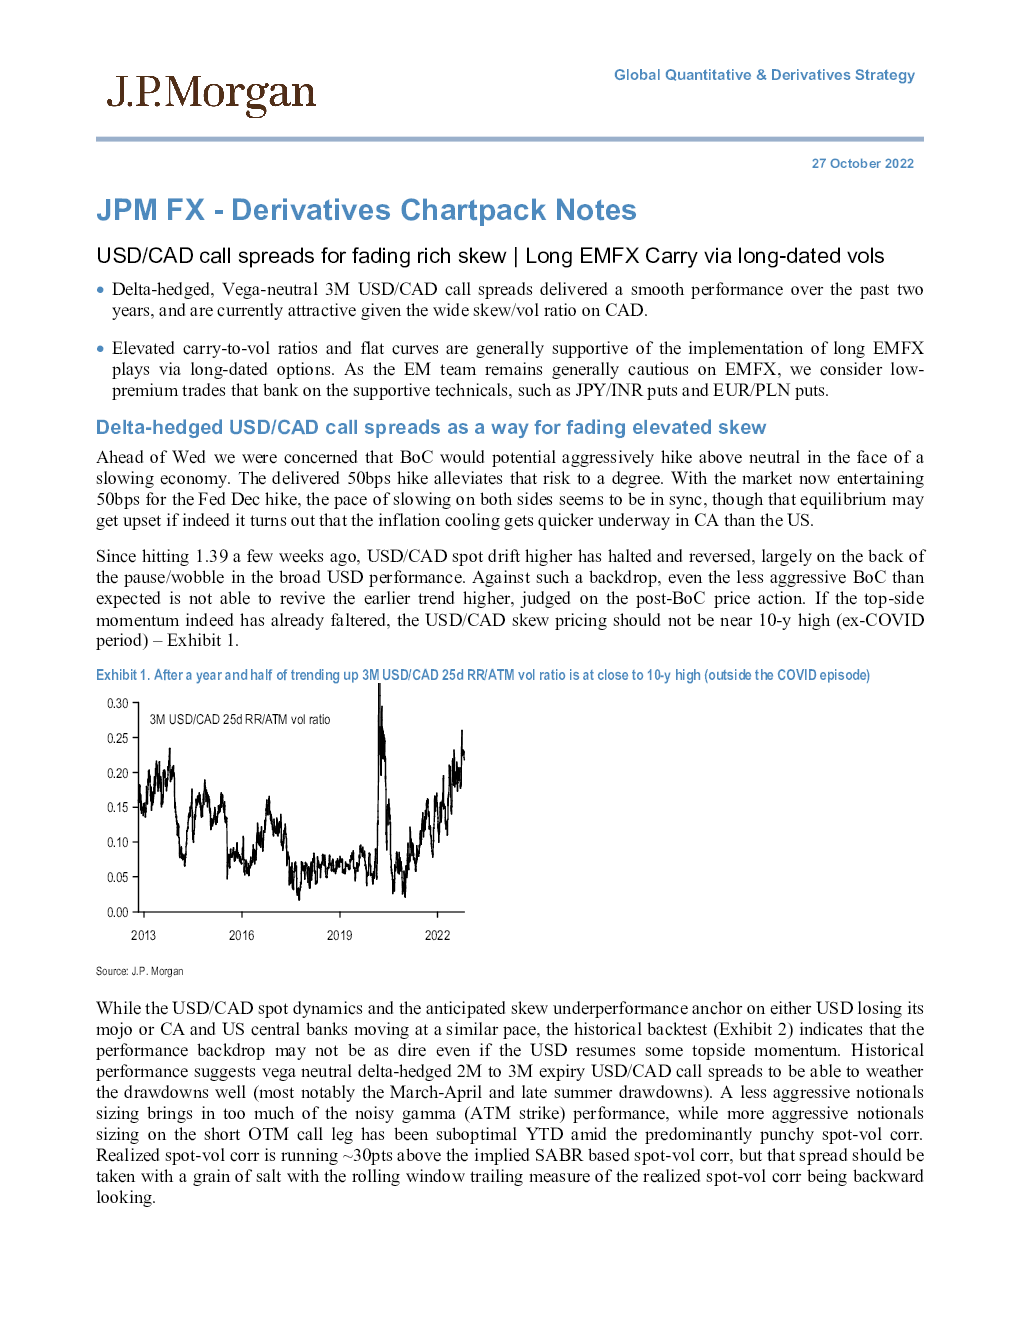 J.P.Morgan
Global Quantitative & Derivatives Strategy
27 October 2022
JPM FX - Derivatives Chartpack Notes
USD/CAD call spreads for fading rich skew | Long EMFX Carry via long-dated vols
• Delta-hedged, Vega-neutral 3M USD/CAD call spreads delivered a smooth performance over the past two
years, and are currently attractive given the wide skew/vol ratio on CAD.
• Elevated carry-to-vol ratios and flat curves are generally supportive of the implementation of long EMFX
plays via long-dated options. As the EM team remains generally cautious on EMFX, we consider low-
premium trades that bank on the supportive technicals, such as JPY/INR puts and EUR/PLN puts.
Delta-hedged USD/CAD call spreads as a way for fading elevated skew
Ahead of Wed we were concerned that BoC would potential aggressively hike above neutral in the face of a
slowing economy. The delivered 50bps hike alleviates that risk to a degree. With the market now entertaining
50bps for the Fed Dec hike, the pace of slowing on both sides seems to be in sync, though that equilibrium may
get upset if indeed it turns out that the inflation cooling gets quicker underway in CA than the US.
Since hitting 1.39 a few weeks ago, USD/CAD spot drift higher has halted and reversed, largely on the back of
the pause/wobble in the broad USD performance. Against such a backdrop, even the less aggressive BoC than
expected is not able to revive the earlier trend higher, judged on the post-BoC price action. If the top-side
momentum indeed has already faltered, the USD/CAD skew pricing should not be near 10-y high (ex-COVID
period) – Exhibit 1.
Exhibit 1. After a year and half of trending up 3M USD/CAD 25d RR/ATM vol ratio is at close to 10-y high (outside the COVID episode)
3M USD/CAD 25d RR/ATM vol ratio
0.30
0.25
0.20
0.15
0.10
0.05
0.00
2013 2016 2019 2022
Source: J.P. Morgan
While the USD/CAD spot dynamics and the anticipated skew underperformance anchor on either USD losing its
mojo or CA and US central banks moving at a similar pace, the historical backtest (Exhibit 2) indicates that the
performance backdrop may not be as dire even if the USD resumes some topside momentum. Historical
performance suggests vega neutral delta-hedged 2M to 3M expiry USD/CAD call spreads to be able to weather
the drawdowns well (most notably the March-April and late summer drawdowns). A less aggressive notionals
sizing brings in too much of the noisy gamma (ATM strike) performance, while more aggressive notionals
sizing on the short OTM call leg has been suboptimal YTD amid the predominantly punchy spot-vol corr.
Realized spot-vol corr is running ~30pts above the implied SABR based spot-vol corr, but that spread should be
taken with a grain of salt with the rolling window trailing measure of the realized spot-vol corr being backward
looking.